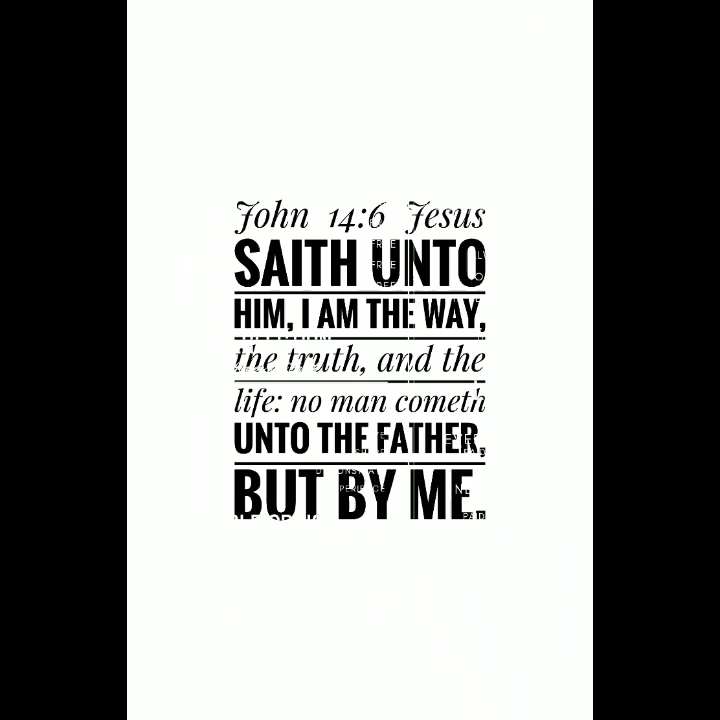 John 14:6 Jesus
SAITH UNTO
HIM, I AM THE WAY,
the truth, and the
life: no man cometh
UNTO THE FATHER,
BUT BY ME.